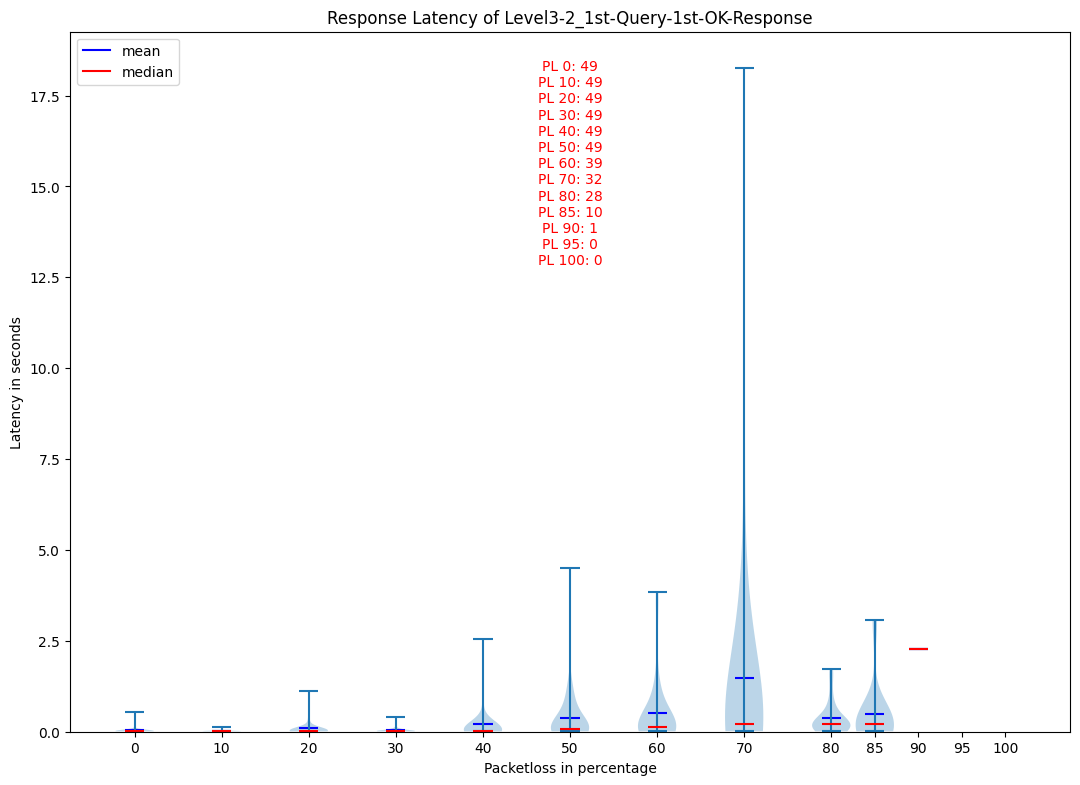 Response Latency of Level3-2_1st-Query-1st-OK-Response
mean
median
PL 0: 49
PL 10: 49
PL 20: 49
PL 30: 49
PL 40: 49
PL 50: 49
PL 60: 39
PL 70: 32
PL 80: 28
PL 85: 10
PL 90: 1
PL 95: 0
PL 100: 0
Latency in seconds
17.5
15.0
12.5
10.0
7.5
5.0
2.5
0.0
0 10 20 30 40 50 60 70 80 85 90 95 100
Packetloss in percentage